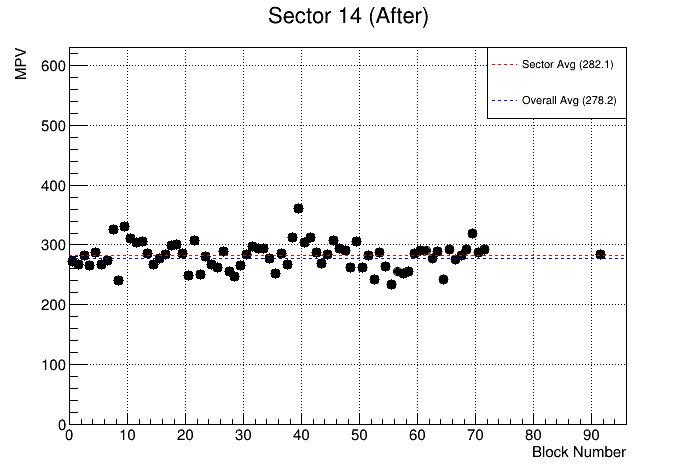 Sector 14 (After)
MPV
Sector Avg (282.1)
Overall Avg (278.2)
600
500
400
300
200
100
0
0 10 20 30 40 50 60 70 80 90
Block Number